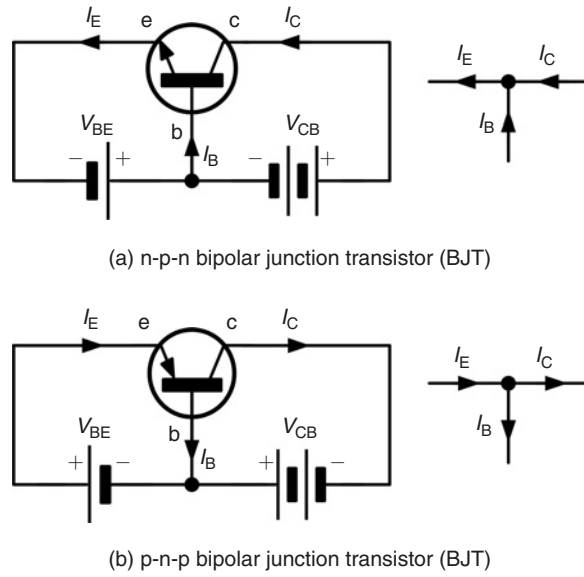 I_E e c I_C
I_E I_C
I_B
V_BE V_CB
b
I_B
− + − +
(a) n-p-n bipolar junction transistor (BJT)
I_E e c I_C
I_E I_C
I_B
V_BE V_CB
b
I_B
+ − + −
(b) p-n-p bipolar junction transistor (BJT)